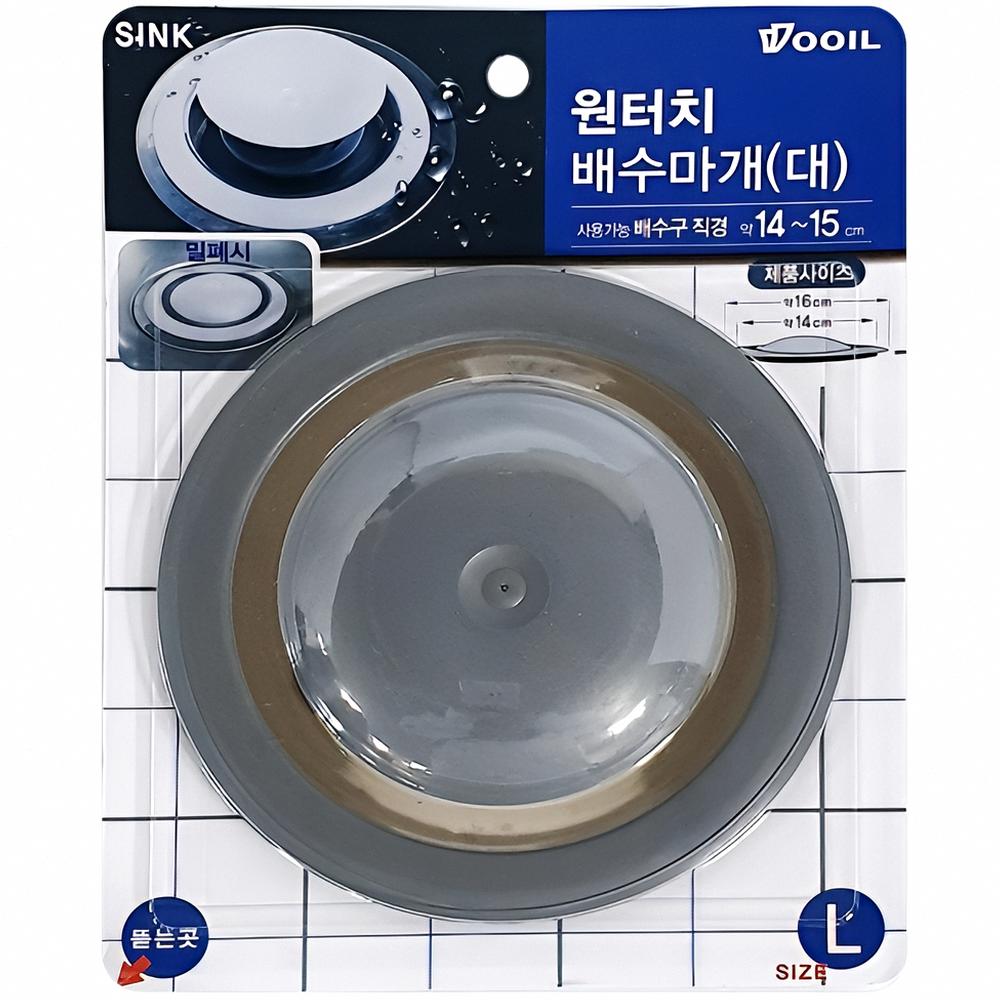 SINK
DOOIL
원터치
배수마개(대)
사용가능 배수구 직경 약 14~15 cm
밀폐시
제품사이즈
약16cm
약14cm
뜯는곳
L
SIZE